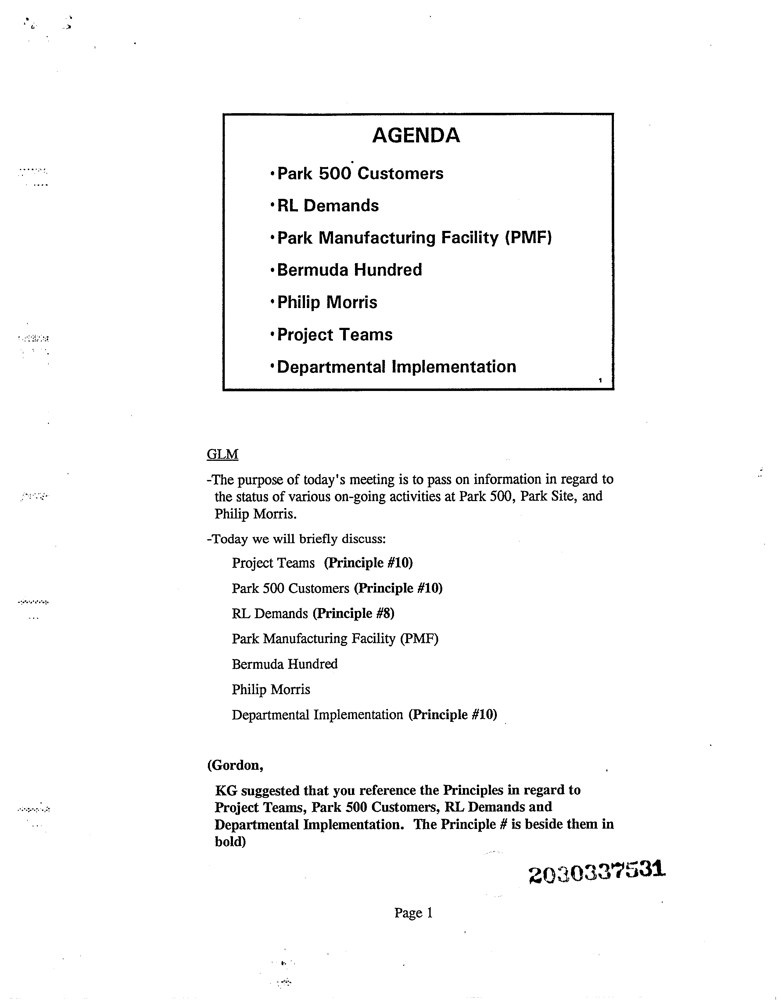 AGENDA
•Park 500 Customers
•RL Demands
•Park Manufacturing Facility (PMF)
•Bermuda Hundred
•Philip Morris
•Project Teams
•Departmental Implementation
1
GLM
-The purpose of today's meeting is to pass on information in regard to
the status of various on-going activities at Park 500, Park Site, and
Philip Morris.
-Today we will briefly discuss:
Project Teams (Principle #10)
Park 500 Customers (Principle #10)
RL Demands (Principle #8)
Park Manufacturing Facility (PMF)
Bermuda Hundred
Philip Morris
Departmental Implementation (Principle #10)
(Gordon,
KG suggested that you reference the Principles in regard to
Project Teams, Park 500 Customers, RL Demands and
Departmental Implementation. The Principle # is beside them in
bold)
2030337531
Page 1